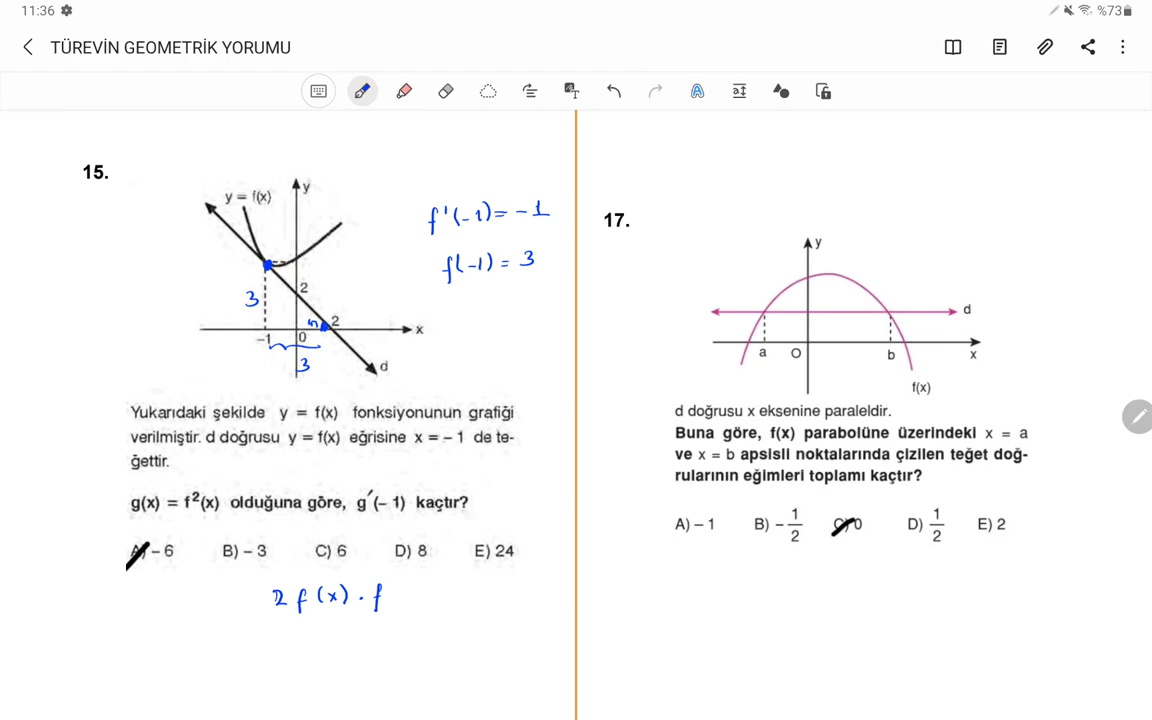 11:36
%73
TÜREVİN GEOMETRİK YORUMU
15.
y = f(x)
y
2
3
-1
0
2
x
3
d
f'(-1) = -1
f(-1) = 3
Yukarıdaki şekilde y = f(x) fonksiyonunun grafiği
verilmiştir. d doğrusu y = f(x) eğrisine x = – 1 de te-
ğettir.
g(x) = f²(x) olduğuna göre, g′(– 1) kaçtır?
A) – 6 B) – 3 C) 6 D) 8 E) 24
2 f(x) . f
17.
y
d
a
O
b
x
f(x)
d doğrusu x eksenine paraleldir.
Buna göre, f(x) parabolüne üzerindeki x = a
ve x = b apsisli noktalarında çizilen teğet doğ-
rularının eğimleri toplamı kaçtır?
A) – 1 B) – 1/2 C) 0 D) 1/2 E) 2